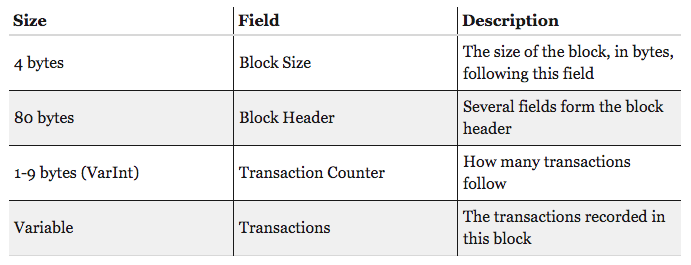 Size Field Description
4 bytes Block Size The size of the block, in bytes,
following this field
80 bytes Block Header Several fields form the block
header
1-9 bytes (VarInt) Transaction Counter How many transactions
follow
Variable Transactions The transactions recorded in
this block